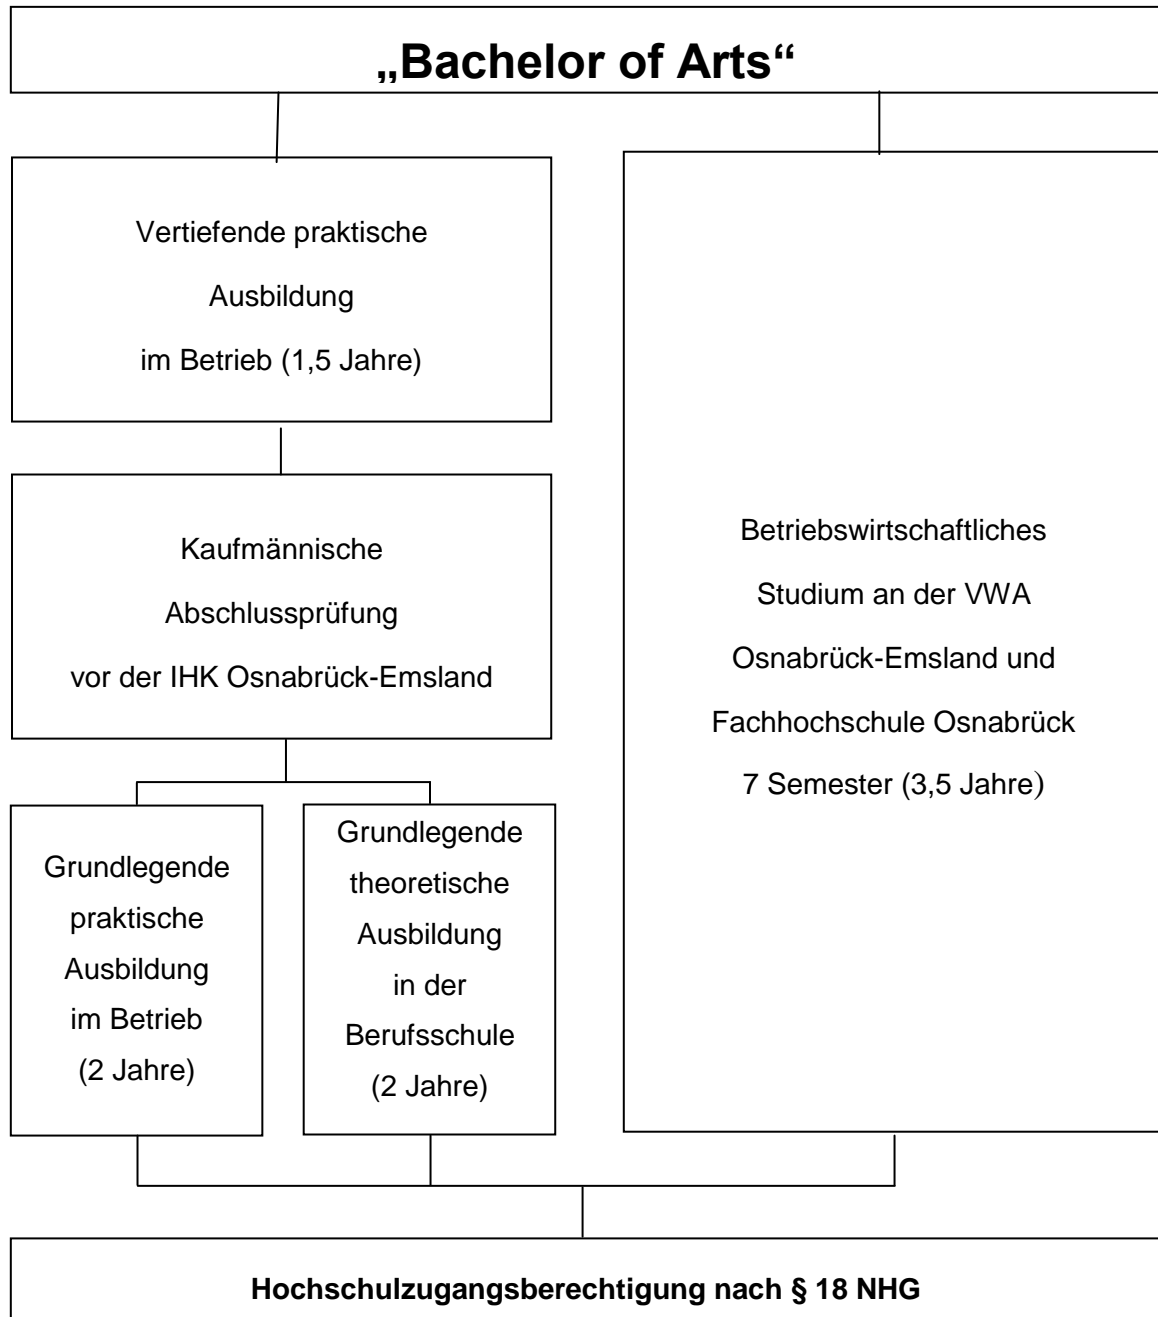 „Bachelor of Arts“
Vertiefende praktische
Ausbildung
im Betrieb (1,5 Jahre)
Kaufmännische
Abschlussprüfung
vor der IHK Osnabrück-Emsland
Grundlegende
praktische
Ausbildung
im Betrieb
(2 Jahre)
Grundlegende
theoretische
Ausbildung
in der
Berufsschule
(2 Jahre)
Betriebswirtschaftliches
Studium an der VWA
Osnabrück-Emsland und
Fachhochschule Osnabrück
7 Semester (3,5 Jahre)
Hochschulzugangsberechtigung nach § 18 NHG